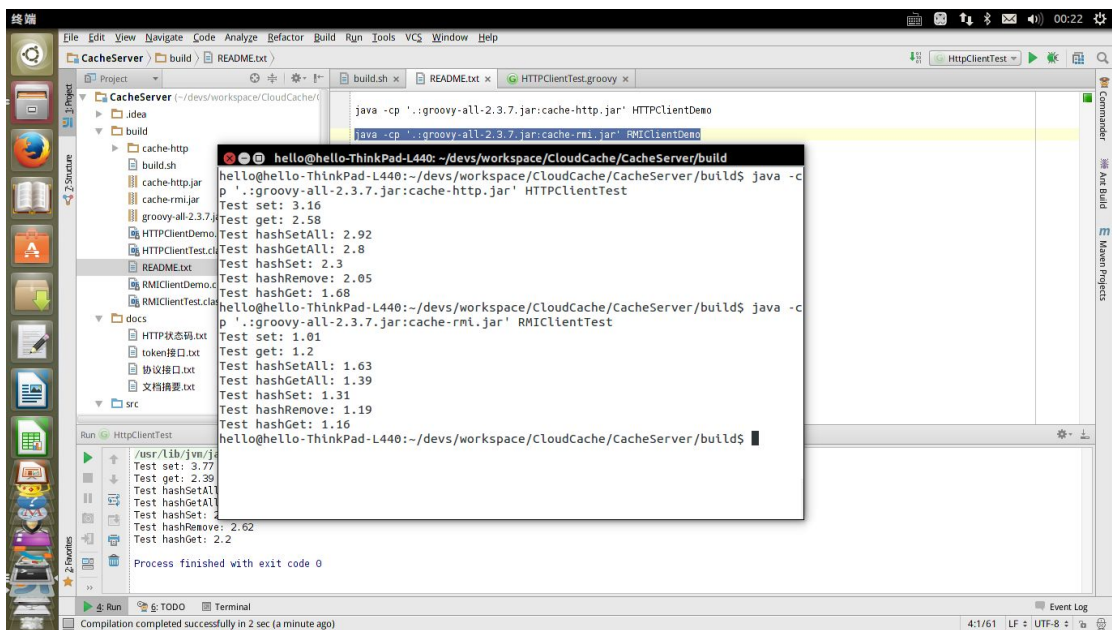 终端
00:22
File Edit View Navigate Code Analyze Refactor Build Run Tools VCS Window Help
CacheServer build README.txt
HttpClientTest
Project
build.sh × README.txt × HTTPClientTest.groovy ×
1: Project
Z: Structure
2: Favorites
Commander
Ant Build
Maven Projects
CacheServer (~/devs/workspace/CloudCache/
.idea
build
cache-http
build.sh
cache-http.jar
cache-rmi.jar
groovy-all-2.3.7.ja
HTTPClientDemo.
HTTPClientTest.cla
README.txt
RMIClientDemo.c
RMIClientTest.clas
docs
HTTP状态码.txt
token接口.txt
协议接口.txt
文档摘要.txt
src
java -cp '.:groovy-all-2.3.7.jar:cache-http.jar' HTTPClientDemo
java -cp '.:groovy-all-2.3.7.jar:cache-rmi.jar' RMIClientDemo
hello@hello-ThinkPad-L440: ~/devs/workspace/CloudCache/CacheServer/build
hello@hello-ThinkPad-L440:~/devs/workspace/CloudCache/CacheServer/build$ java -c
p '.:groovy-all-2.3.7.jar:cache-http.jar' HTTPClientTest
Test set: 3.16
Test get: 2.58
Test hashSetAll: 2.92
Test hashGetAll: 2.8
Test hashSet: 2.3
Test hashRemove: 2.05
Test hashGet: 1.68
hello@hello-ThinkPad-L440:~/devs/workspace/CloudCache/CacheServer/build$ java -c
p '.:groovy-all-2.3.7.jar:cache-rmi.jar' RMIClientTest
Test set: 1.01
Test get: 1.2
Test hashSetAll: 1.63
Test hashGetAll: 1.39
Test hashSet: 1.31
Test hashRemove: 1.19
Test hashGet: 1.16
hello@hello-ThinkPad-L440:~/devs/workspace/CloudCache/CacheServer/build$
Run HttpClientTest
/usr/lib/jvm/ja
Test set: 3.77
Test get: 2.39
Test hashSetAll
Test hashGetAll
Test hashSet: 2
Test hashRemove: 2.62
Test hashGet: 2.2
Process finished with exit code 0
4: Run 6: TODO Terminal Event Log
Compilation completed successfully in 2 sec (a minute ago) 4:1/61 LF UTF-8